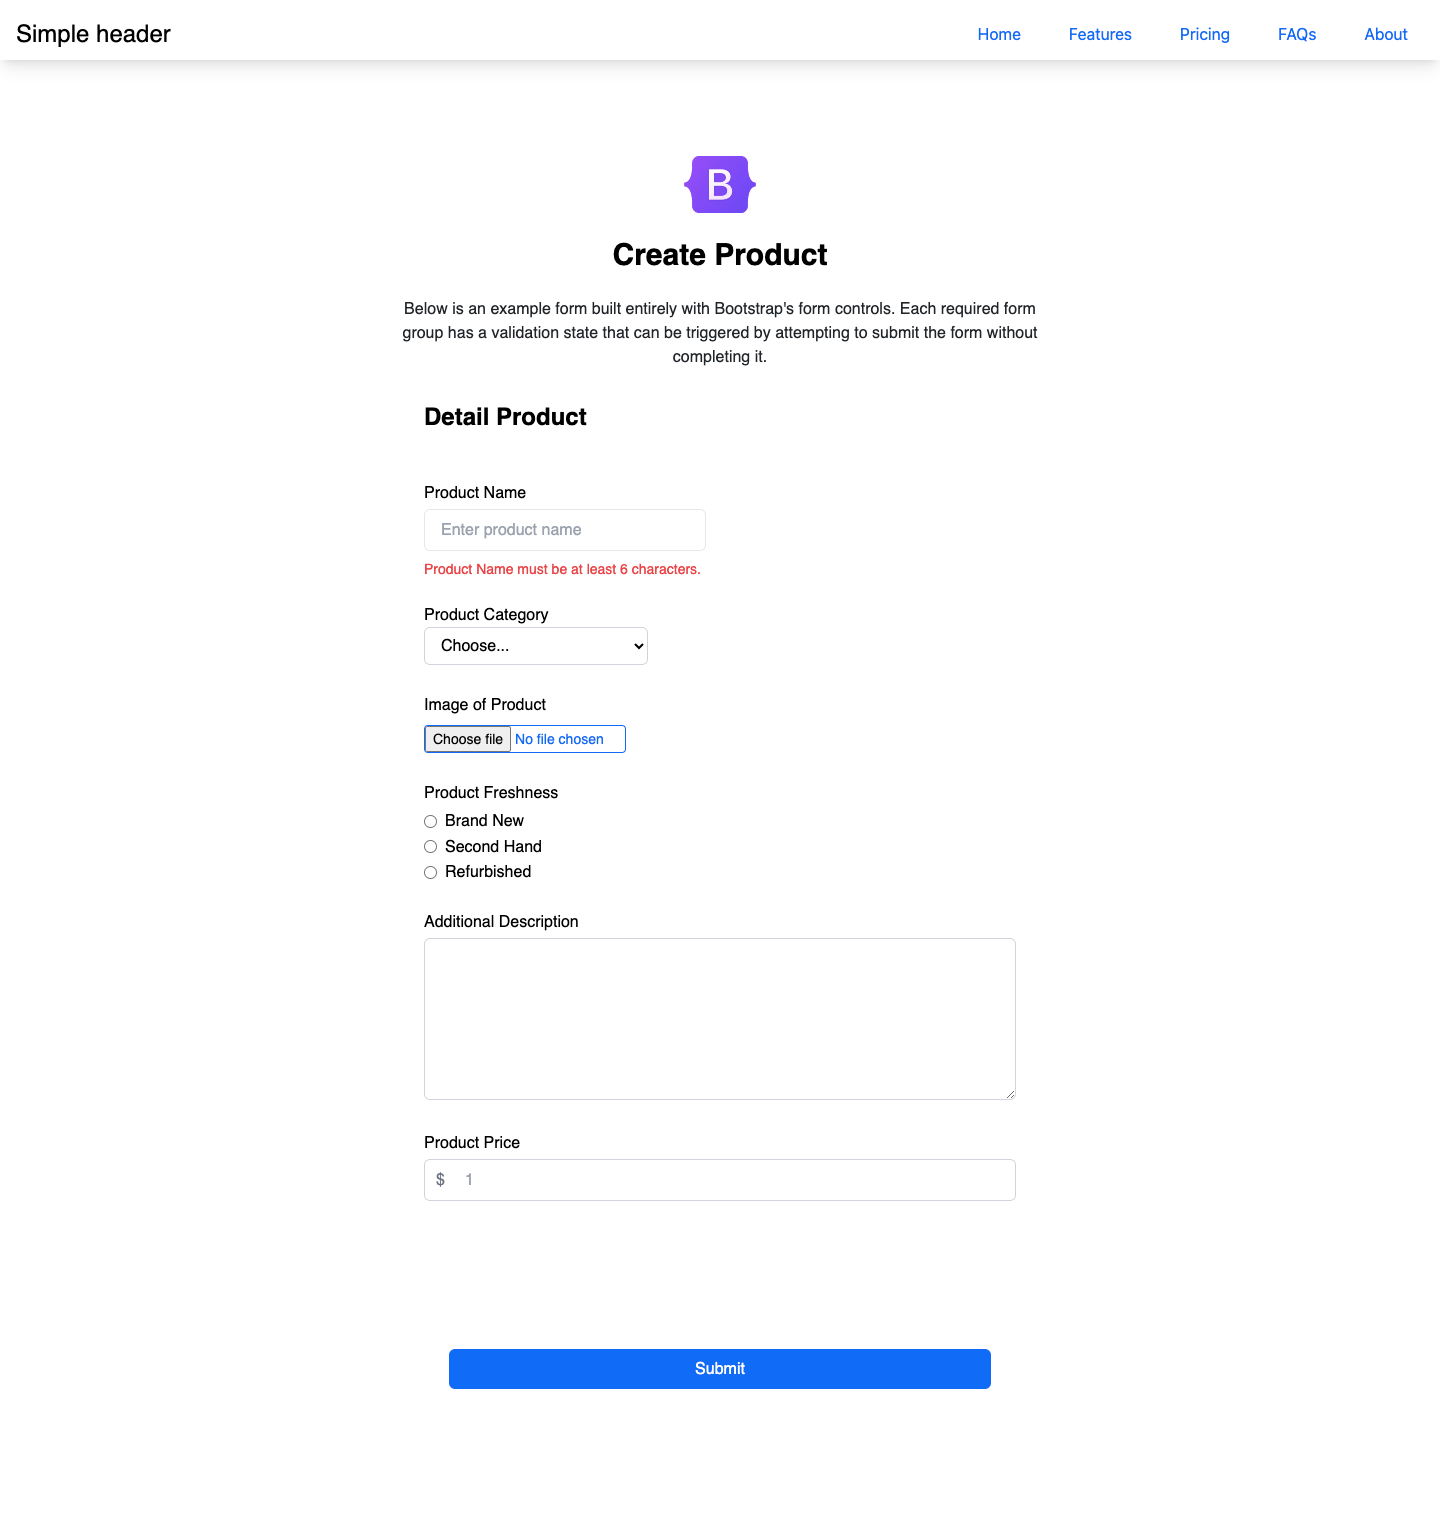 Simple header
Home
Features
Pricing
FAQs
About
B
Create Product
Below is an example form built entirely with Bootstrap's form controls. Each required form
group has a validation state that can be triggered by attempting to submit the form without
completing it.
Detail Product
Product Name
Enter product name
Product Name must be at least 6 characters.
Product Category
Choose...
Image of Product
Choose file No file chosen
Product Freshness
Brand New
Second Hand
Refurbished
Additional Description
Product Price
$ 1
Submit